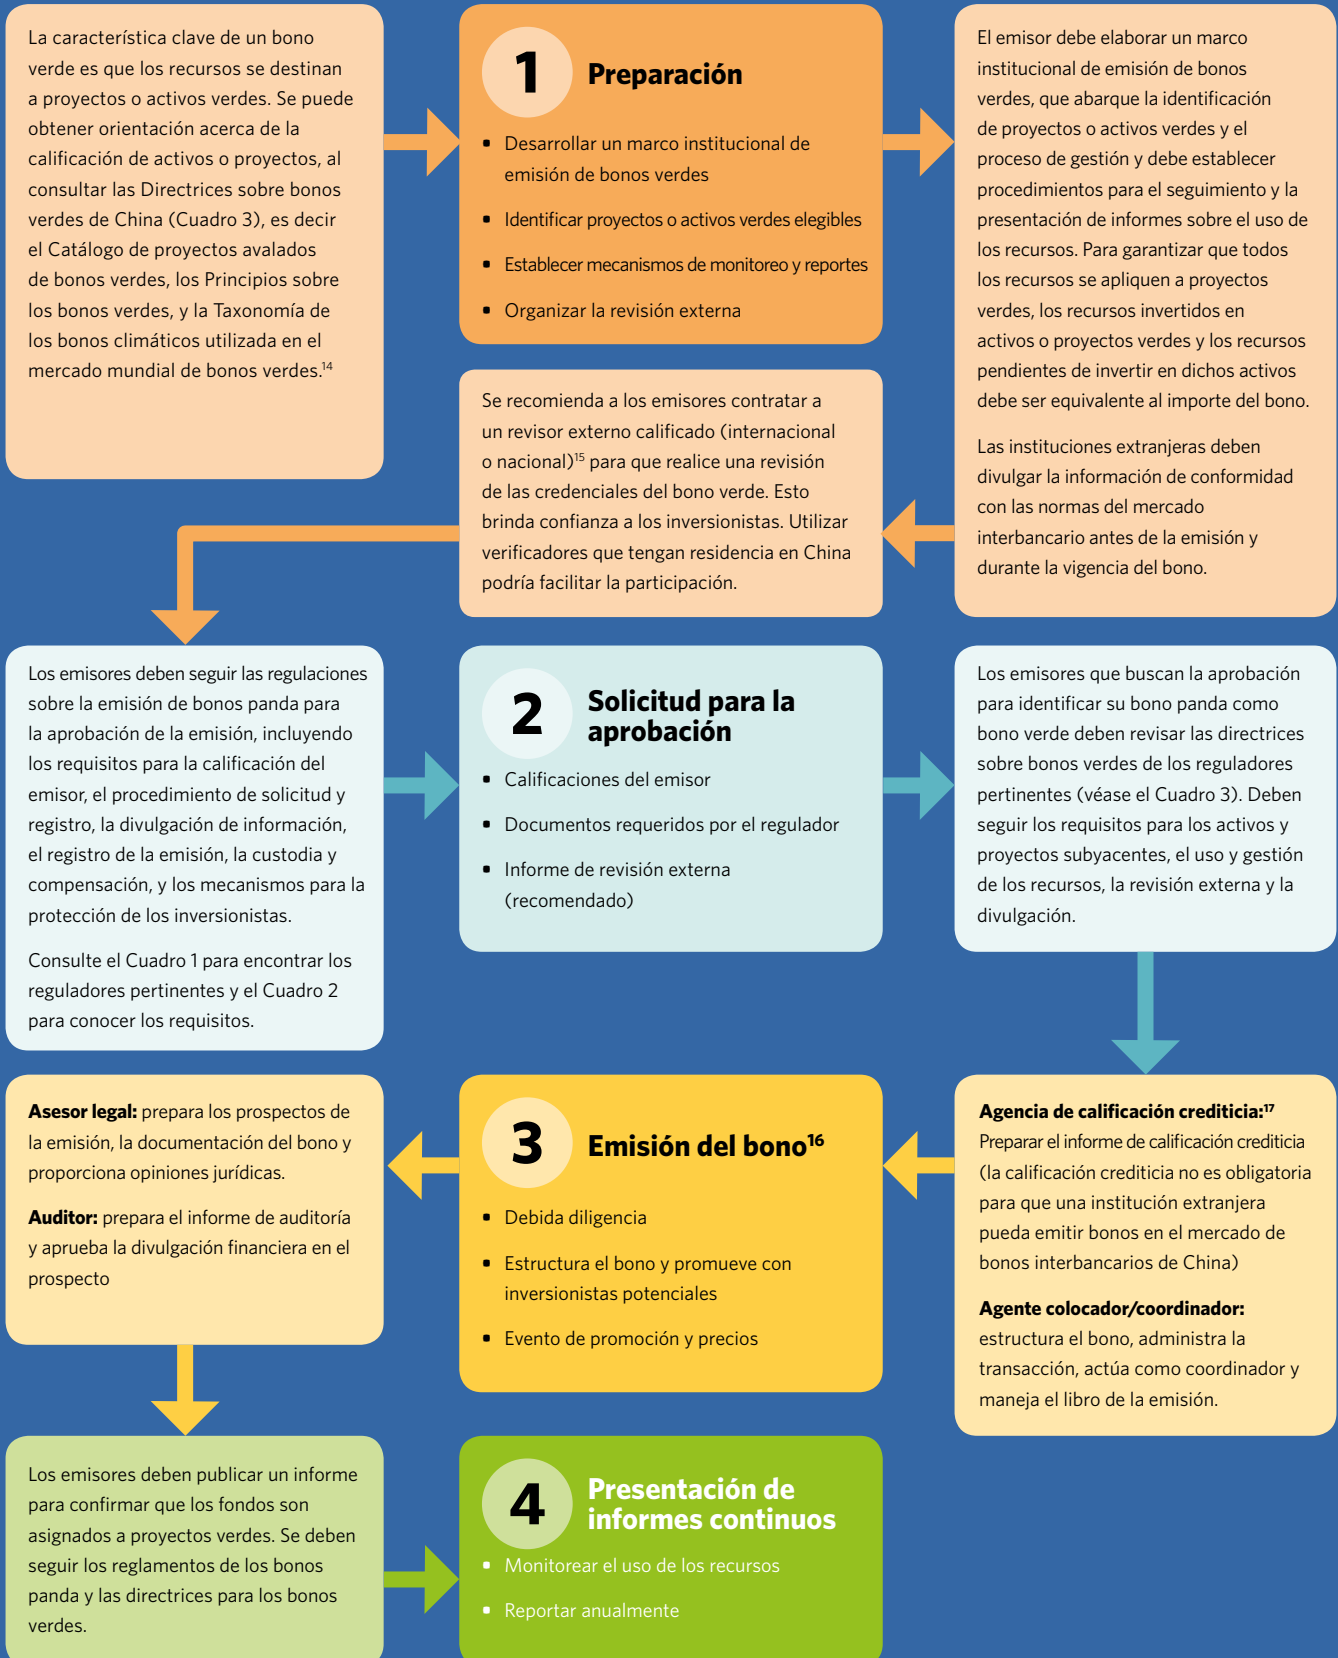 La característica clave de un bono
verde es que los recursos se destinan
a proyectos o activos verdes. Se puede
obtener orientación acerca de la
calificación de activos o proyectos, al
consultar las Directrices sobre bonos
verdes de China (Cuadro 3), es decir
el Catálogo de proyectos avalados
de bonos verdes, los Principios sobre
los bonos verdes, y la Taxonomía de
los bonos climáticos utilizada en el
mercado mundial de bonos verdes.14
1 Preparación
▪ Desarrollar un marco institucional de
emisión de bonos verdes
▪ Identificar proyectos o activos verdes elegibles
▪ Establecer mecanismos de monitoreo y reportes
▪ Organizar la revisión externa
El emisor debe elaborar un marco
institucional de emisión de bonos
verdes, que abarque la identificación
de proyectos o activos verdes y el
proceso de gestión y debe establecer
procedimientos para el seguimiento y la
presentación de informes sobre el uso de
los recursos. Para garantizar que todos
los recursos se apliquen a proyectos
verdes, los recursos invertidos en
activos o proyectos verdes y los recursos
pendientes de invertir en dichos activos
debe ser equivalente al importe del bono.
Las instituciones extranjeras deben
divulgar la información de conformidad
con las normas del mercado
interbancario antes de la emisión y
durante la vigencia del bono.
Se recomienda a los emisores contratar a
un revisor externo calificado (internacional
o nacional)15 para que realice una revisión
de las credenciales del bono verde. Esto
brinda confianza a los inversionistas. Utilizar
verificadores que tengan residencia en China
podría facilitar la participación.
Los emisores deben seguir las regulaciones
sobre la emisión de bonos panda para
la aprobación de la emisión, incluyendo
los requisitos para la calificación del
emisor, el procedimiento de solicitud y
registro, la divulgación de información,
el registro de la emisión, la custodia y
compensación, y los mecanismos para la
protección de los inversionistas.
Consulte el Cuadro 1 para encontrar los
reguladores pertinentes y el Cuadro 2
para conocer los requisitos.
2 Solicitud para la
aprobación
▪ Calificaciones del emisor
▪ Documentos requeridos por el regulador
▪ Informe de revisión externa
(recomendado)
Los emisores que buscan la aprobación
para identificar su bono panda como
bono verde deben revisar las directrices
sobre bonos verdes de los reguladores
pertinentes (véase el Cuadro 3). Deben
seguir los requisitos para los activos y
proyectos subyacentes, el uso y gestión
de los recursos, la revisión externa y la
divulgación.
Agencia de calificación crediticia:17
Preparar el informe de calificación crediticia
(la calificación crediticia no es obligatoria
para que una institución extranjera
pueda emitir bonos en el mercado de
bonos interbancarios de China)
Agente colocador/coordinador:
estructura el bono, administra la
transacción, actúa como coordinador y
maneja el libro de la emisión.
3 Emisión del bono16
▪ Debida diligencia
▪ Estructura el bono y promueve con
inversionistas potenciales
▪ Evento de promoción y precios
Asesor legal: prepara los prospectos de
la emisión, la documentación del bono y
proporciona opiniones jurídicas.
Auditor: prepara el informe de auditoría
y aprueba la divulgación financiera en el
prospecto
Los emisores deben publicar un informe
para confirmar que los fondos son
asignados a proyectos verdes. Se deben
seguir los reglamentos de los bonos
panda y las directrices para los bonos
verdes.
4 Presentación de
informes continuos
▪ Monitorear el uso de los recursos
▪ Reportar anualmente